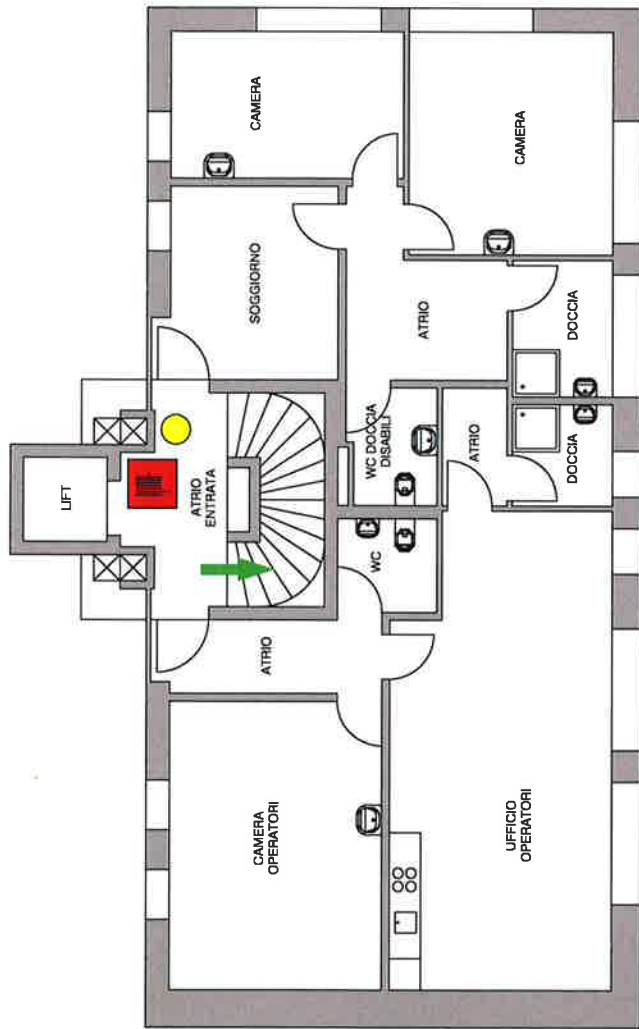 LIFT
ATRIO
ENTRATA
SOGGIORNO
CAMERA
CAMERA
ATRIO
DOCCIA
DOCCIA
ATRIO
WC DOCCIA
DISABILI
WC
ATRIO
CAMERA
OPERATORI
UFFICIO
OPERATORI